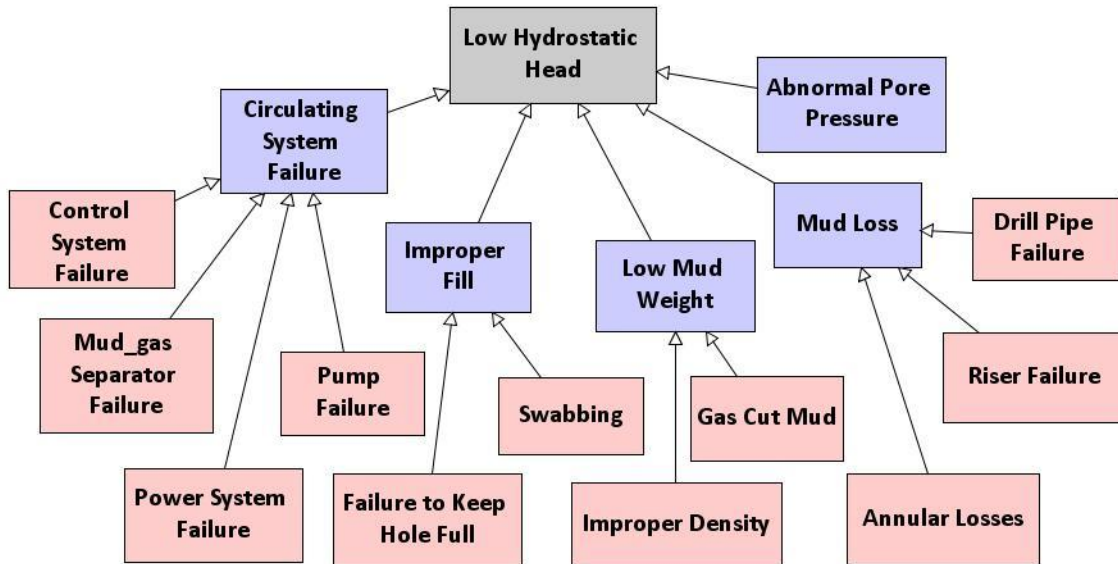 Low Hydrostatic
Head
Abnormal Pore
Pressure
Circulating
System
Failure
Control
System
Failure
Mud Loss
Drill Pipe
Failure
Improper
Fill
Low Mud
Weight
Mud_gas
Separator
Failure
Pump
Failure
Swabbing
Gas Cut Mud
Riser Failure
Power System
Failure
Failure to Keep
Hole Full
Improper Density
Annular Losses